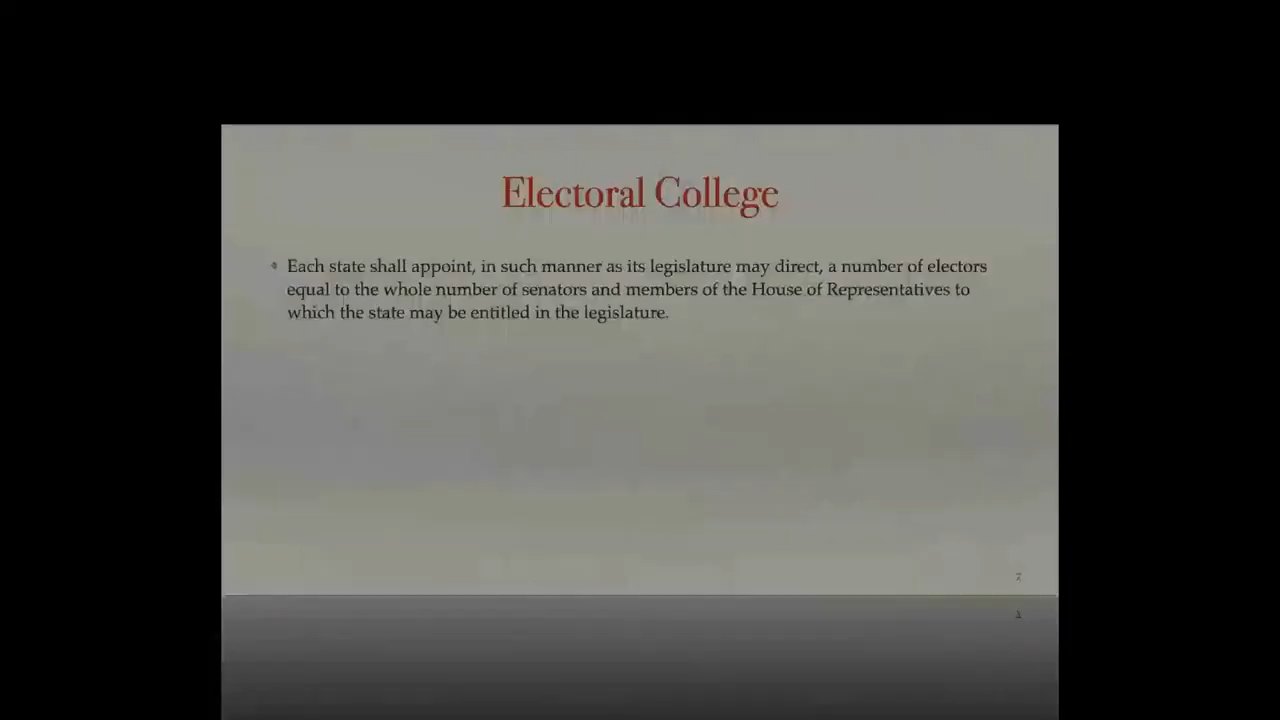 Electoral College
Each state shall appoint, in such manner as its legislature may direct, a number of electors
equal to the whole number of senators and members of the House of Representatives to
which the state may be entitled in the legislature.